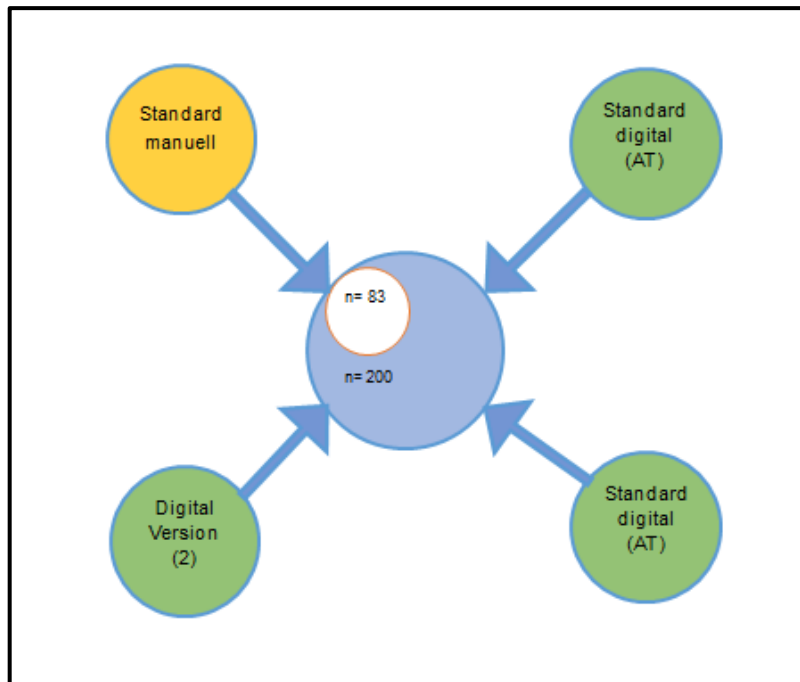 Standard
manuell
Standard
digital
(AT)
n= 83
n= 200
Digital
Version
(2)
Standard
digital
(AT)